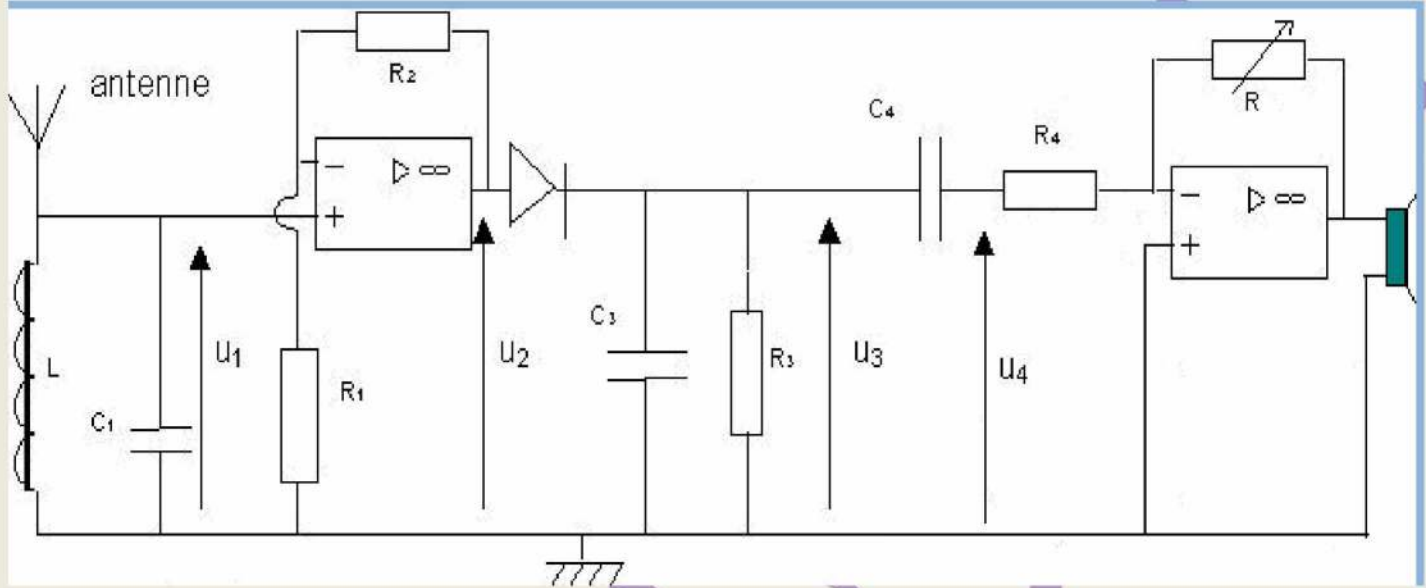 antenne
R2
− ▷ ∞
+
C4
R4
R
− ▷ ∞
+
L
C1
u1
R1
u2
C3
R3
u3
u4